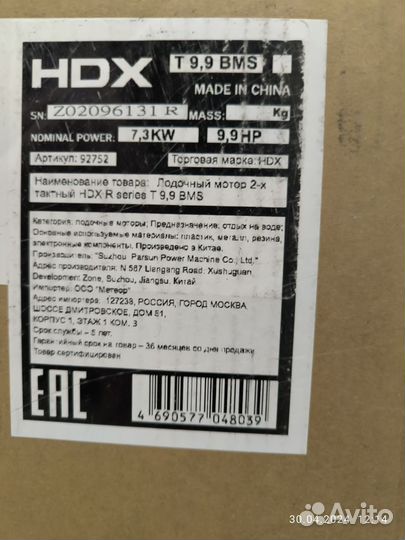 HDX T 9,9 BMS
MADE IN CHINA
SN: Z02096131 R MASS: Kg
NOMINAL POWER: 7,3KW 9,9HP
Артикул: 92752 Торговая марка: HDX
Наименование товара: Лодочный мотор 2-х
тактный HDX R series T 9,9 BMS
Категория: лодочные моторы; Предназначение: отдых на воде;
Основные используемые материалы: пластик, металл, резина,
электронные компоненты. Произведено в Китае.
Производитель: "Suzhou Parsun Power Machine Co., Ltd."
Адрес производителя: N 567 Liangang Road, Xushuguan
Development Zone, Suzhou, Jiangsu, Китай
Импортер: ООО "Метеор"
Адрес импортера: 127238, РОССИЯ, ГОРОД МОСКВА
ШОССЕ ДМИТРОВСКОЕ, ДОМ 81,
КОРПУС 1, ЭТАЖ 1 КОМ. 3
Срок службы - 5 лет.
Гарантийный срок на товар - 36 месяцев со дня продажи
Товар сертифицирован
EAC
4 690577 048039
30.04.2024 12:14
Avito